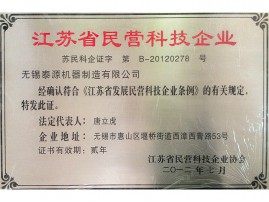 江苏省民营科技企业
苏民科企证字 第 B-20120278 号
无锡泰源机器制造有限公司
经确认符合《江苏省发展民营科技企业条例》的有关规定，
特发此证。
法定代表人：唐立虎
企业地址：无锡市惠山区堰桥街道西漳西青路53号
证书有效期：贰年
江苏省民营科技企业协会
二〇一二年七月